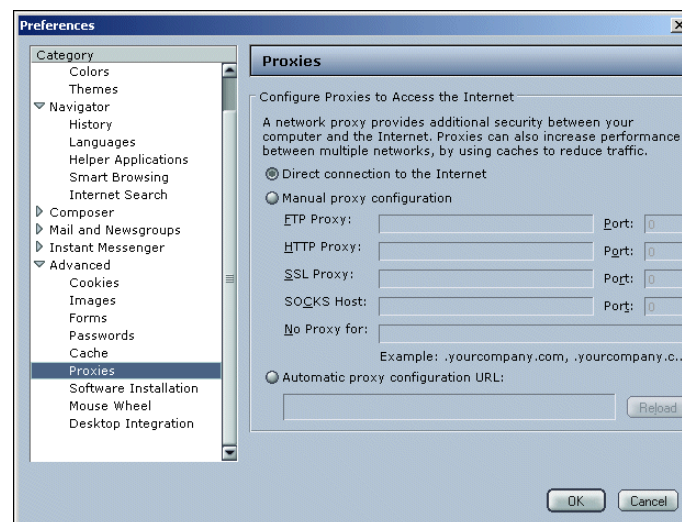 Preferences
Category
Colors
Themes
Navigator
History
Languages
Helper Applications
Smart Browsing
Internet Search
Composer
Mail and Newsgroups
Instant Messenger
Advanced
Cookies
Images
Forms
Passwords
Cache
Proxies
Software Installation
Mouse Wheel
Desktop Integration
Proxies
Configure Proxies to Access the Internet
A network proxy provides additional security between your
computer and the Internet. Proxies can also increase performance
between multiple networks, by using caches to reduce traffic.
Direct connection to the Internet
Manual proxy configuration
FTP Proxy: Port: 0
HTTP Proxy: Port: 0
SSL Proxy: Port: 0
SOCKS Host: Port: 0
No Proxy for:
Example: .yourcompany.com, .yourcompany.c...
Automatic proxy configuration URL:
Reload
OK Cancel